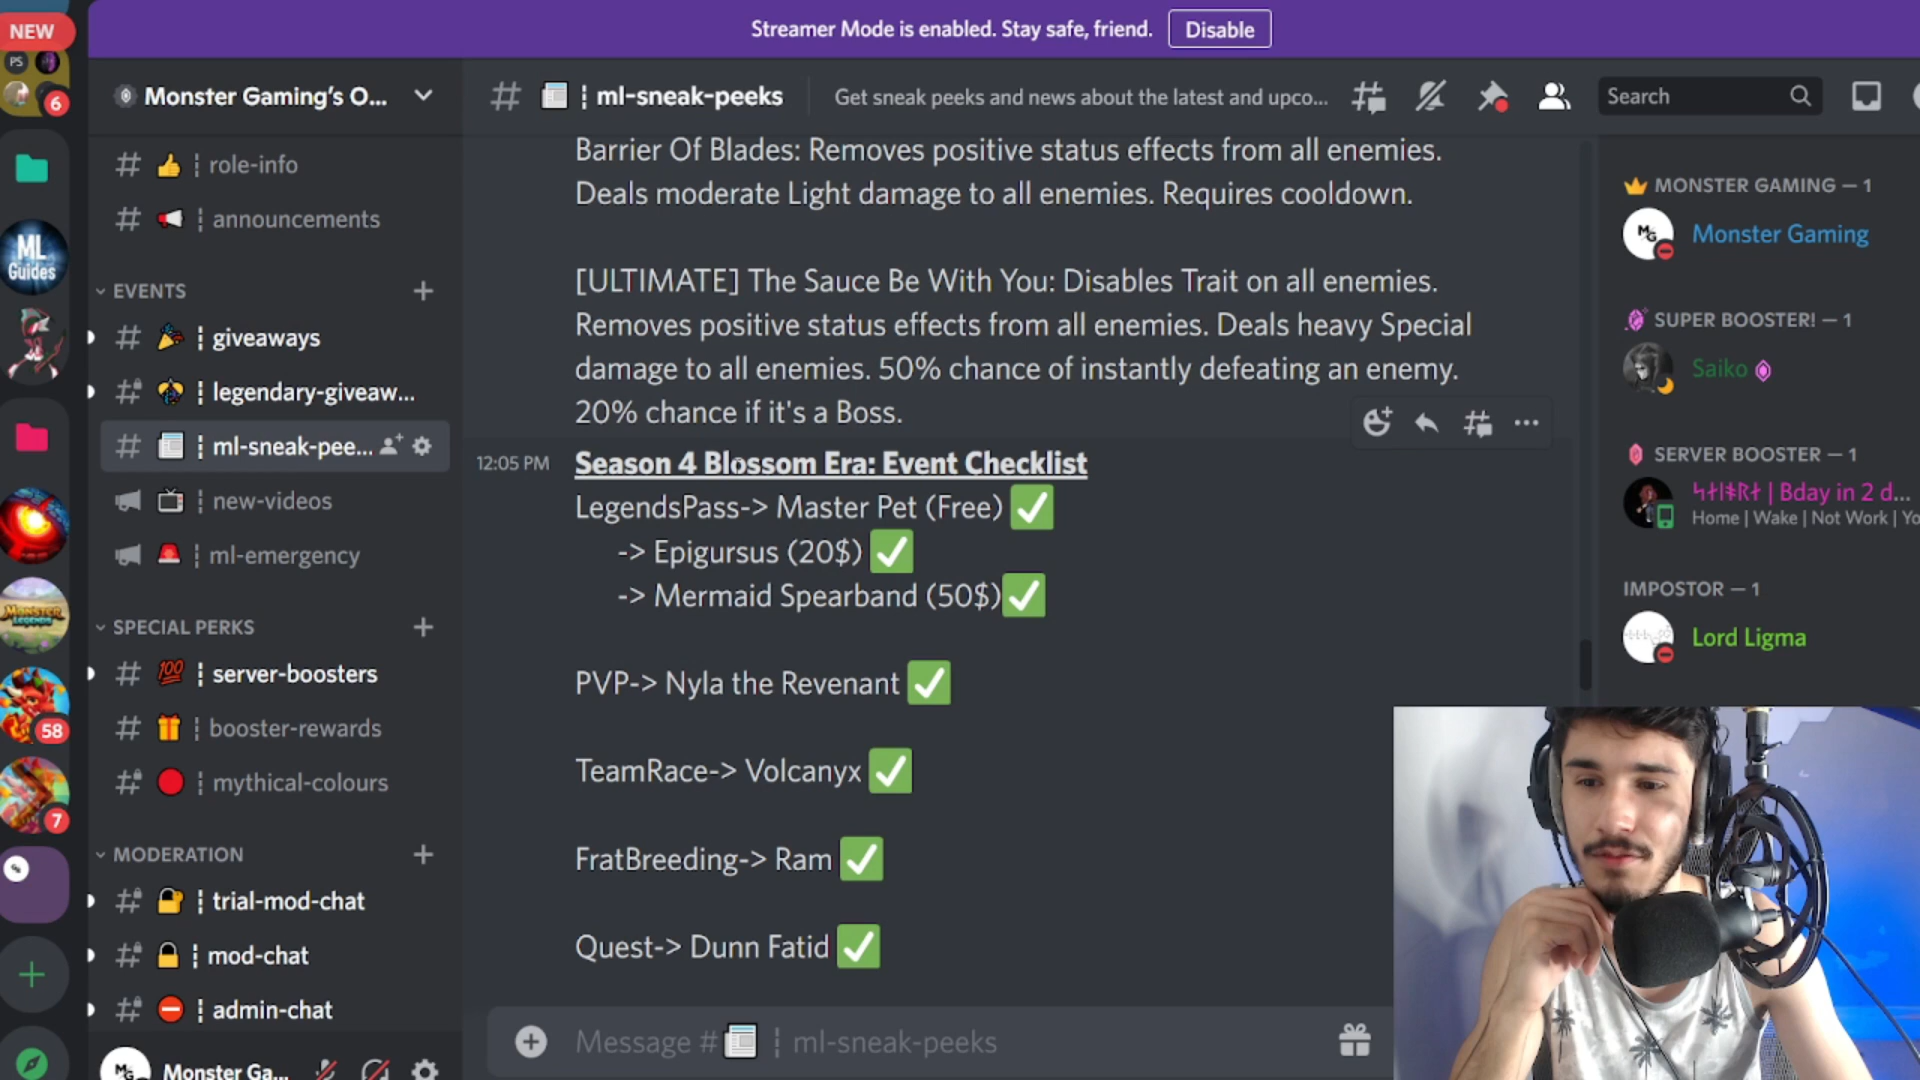 Streamer Mode is enabled. Stay safe, friend. Disable
NEW
PS
6
ML
Guides
MONSTER
LEGENDS
58
7
Monster Gaming's O...
role-info
announcements
EVENTS
giveaways
legendary-giveaw...
ml-sneak-pee...
new-videos
ml-emergency
SPECIAL PERKS
server-boosters
booster-rewards
mythical-colours
MODERATION
trial-mod-chat
mod-chat
admin-chat
MG Monster Ga...
# ml-sneak-peeks Get sneak peeks and news about the latest and upco... Search
Barrier Of Blades: Removes positive status effects from all enemies.
Deals moderate Light damage to all enemies. Requires cooldown.
[ULTIMATE] The Sauce Be With You: Disables Trait on all enemies.
Removes positive status effects from all enemies. Deals heavy Special
damage to all enemies. 50% chance of instantly defeating an enemy.
20% chance if it's a Boss.
12:05 PM Season 4 Blossom Era: Event Checklist
LegendsPass-> Master Pet (Free) ✅
-> Epigursus (20$) ✅
-> Mermaid Spearband (50$)✅
PVP-> Nyla the Revenant ✅
TeamRace-> Volcanyx ✅
FratBreeding-> Ram ✅
Quest-> Dunn Fatid ✅
Message # ml-sneak-peeks
MONSTER GAMING — 1
MG Monster Gaming
SUPER BOOSTER! — 1
Saiko
SERVER BOOSTER — 1
| Bday in 2 d...
Home | Wake | Not Work | Yo
IMPOSTOR — 1
Lord Ligma